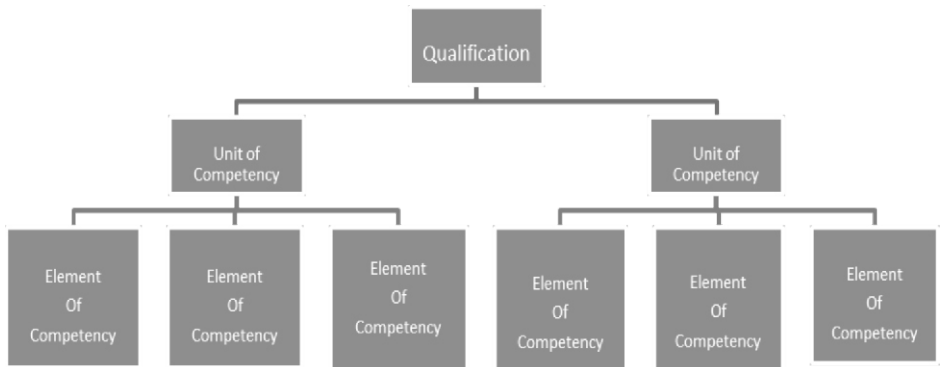 Qualification
Unit of
Competency
Unit of
Competency
Element
Of
Competency
Element
Of
Competency
Element
Of
Competency
Element
Of
Competency
Element
Of
Competency
Element
Of
Competency